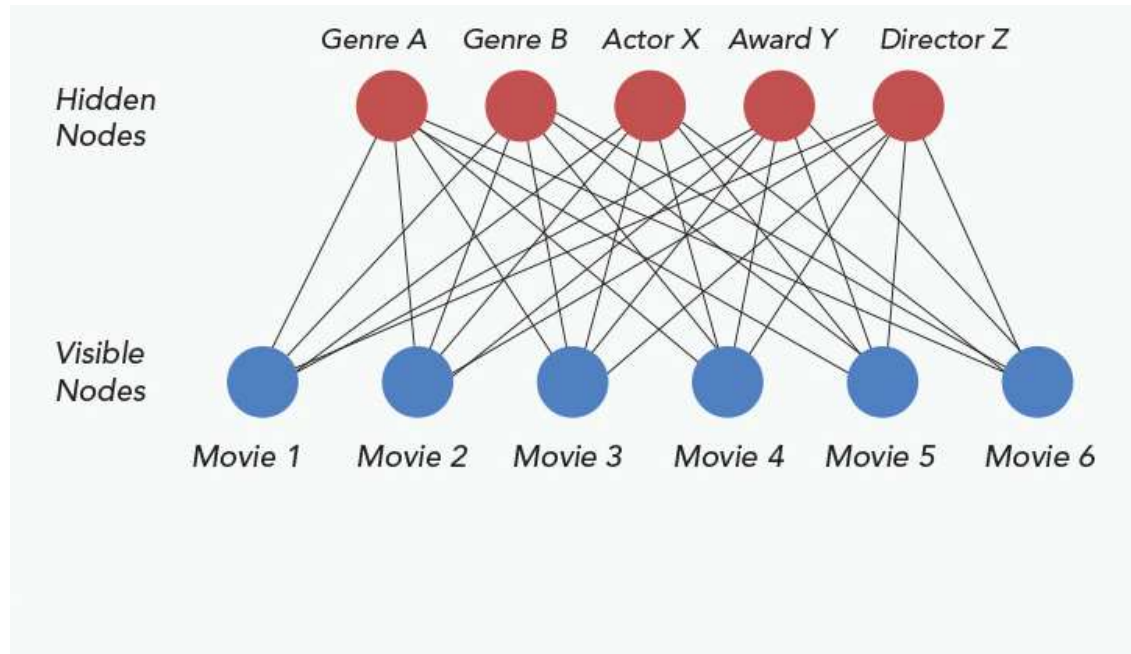 Genre A Genre B Actor X Award Y Director Z
Hidden
Nodes
Visible
Nodes
Movie 1 Movie 2 Movie 3 Movie 4 Movie 5 Movie 6